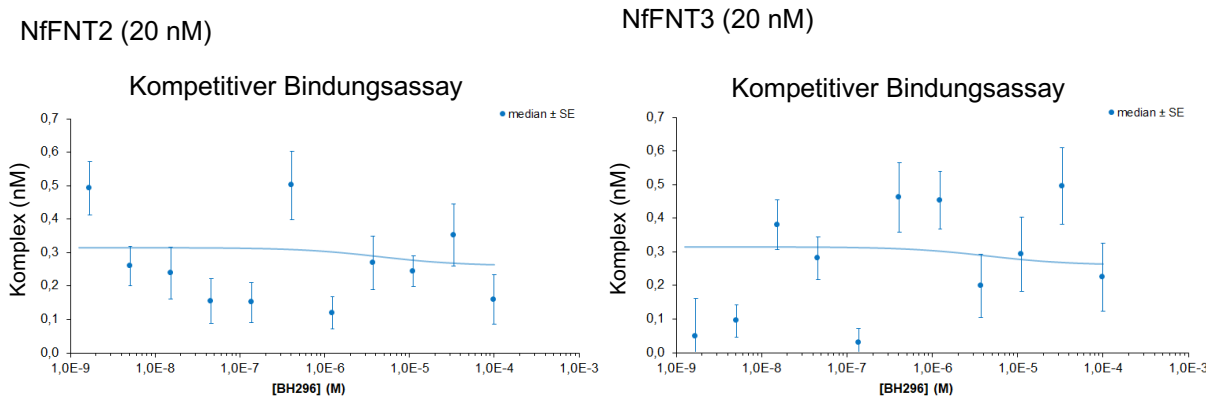 NfFNT2 (20 nM)
Kompetitiver Bindungsassay
median ± SE
0,7
0,6
0,5
0,4
0,3
0,2
0,1
0,0
Komplex (nM)
1,0E-9 1,0E-8 1,0E-7 1,0E-6 1,0E-5 1,0E-4 1,0E-3
[BH296] (M)
NfFNT3 (20 nM)
Kompetitiver Bindungsassay
median ± SE
0,7
0,6
0,5
0,4
0,3
0,2
0,1
0,0
Komplex (nM)
1,0E-9 1,0E-8 1,0E-7 1,0E-6 1,0E-5 1,0E-4 1,0E-3
[BH296] (M)